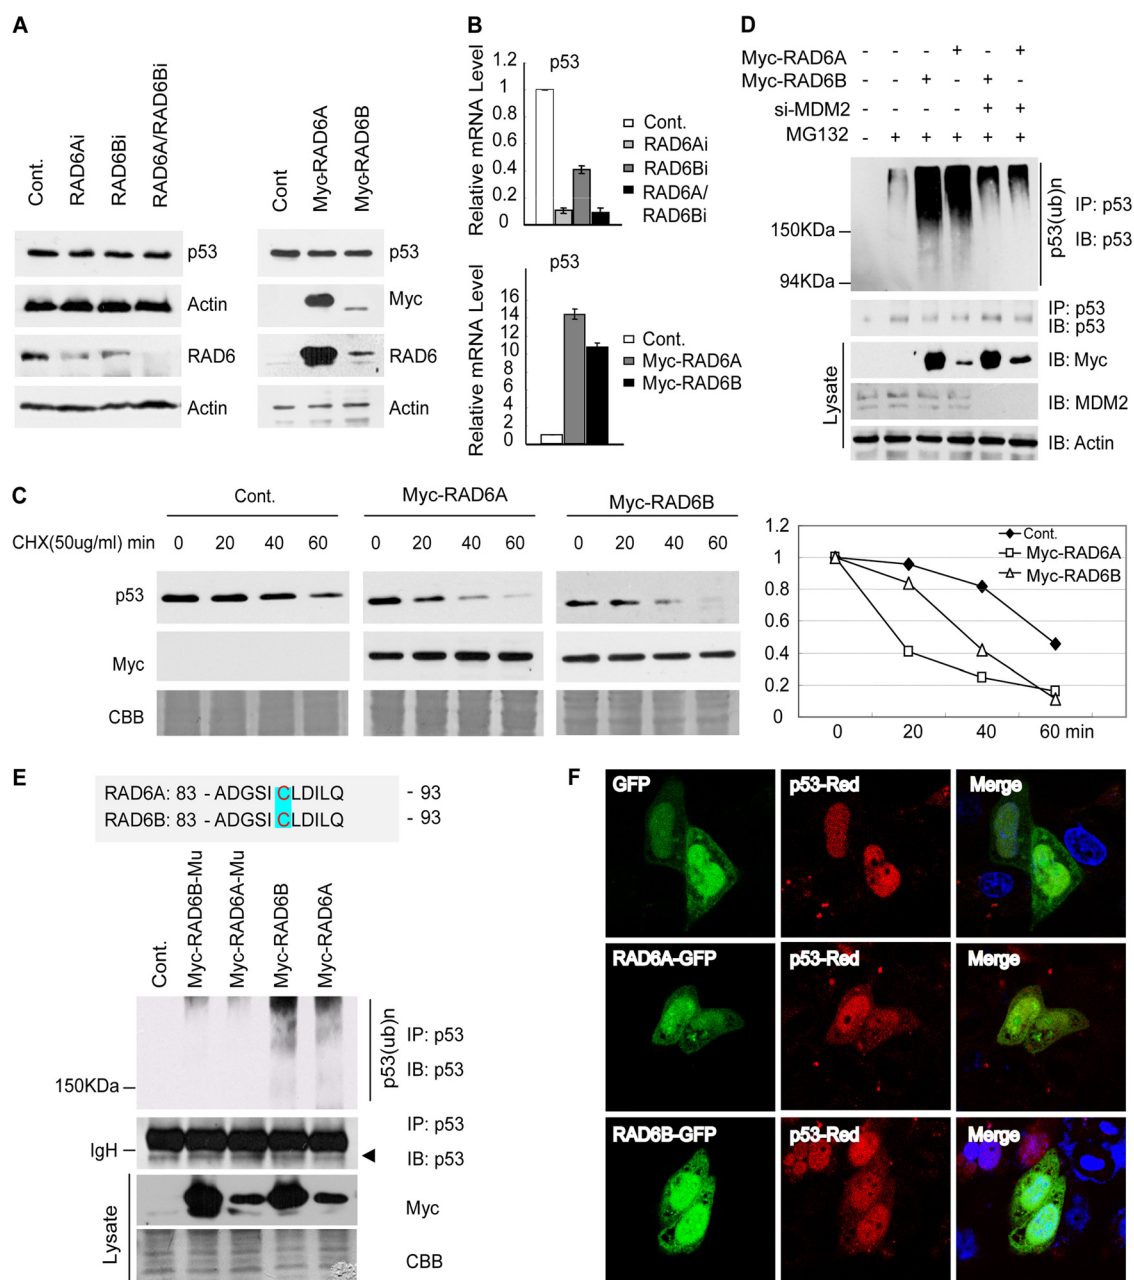 A
Cont.
RAD6Ai
RAD6Bi
RAD6A/RAD6Bi
p53
Actin
RAD6
Actin
Cont
Myc-RAD6A
Myc-RAD6B
p53
Myc
RAD6
Actin
B
Relative mRNA Level
p53
1.2
1
0.8
0.6
0.4
0.2
0
Cont.
RAD6Ai
RAD6Bi
RAD6A/
RAD6Bi
Relative mRNA Level
p53
16
14
12
10
8
6
4
2
0
Cont.
Myc-RAD6A
Myc-RAD6B
D
Myc-RAD6A - - - + - +
Myc-RAD6B - - + - + -
si-MDM2 - - - - + +
MG132 - + + + + +
150KDa
94KDa
p53(ub)n
IP: p53
IB: p53
IP: p53
IB: p53
Lysate
IB: Myc
IB: MDM2
IB: Actin
C
Cont.
Myc-RAD6A
Myc-RAD6B
CHX(50ug/ml) min 0 20 40 60 0 20 40 60 0 20 40 60
p53
Myc
CBB
1.2
1
0.8
0.6
0.4
0.2
0
Cont.
Myc-RAD6A
Myc-RAD6B
0 20 40 60 min
E
RAD6A: 83 - ADGSICLDILQ - 93
RAD6B: 83 - ADGSICLDILQ - 93
Cont.
Myc-RAD6B-Mu
Myc-RAD6A-Mu
Myc-RAD6B
Myc-RAD6A
150KDa
p53(ub)n
IP: p53
IB: p53
IgH
IP: p53
IB: p53
Lysate
Myc
CBB
F
GFP
p53-Red
Merge
RAD6A-GFP
p53-Red
Merge
RAD6B-GFP
p53-Red
Merge